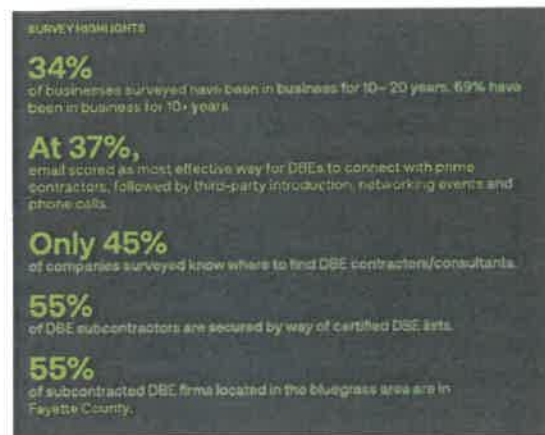 SURVEY HIGHLIGHTS
34%
of businesses surveyed have been in business for 10– 20 years. 69% have
been in business for 10+ years
At 37%,
email scored as most effective way for DBEs to connect with prime
contractors, followed by third-party introduction, networking events and
phone calls.
Only 45%
of companies surveyed know where to find DBE contractors/consultants.
55%
of DBE subcontractors are secured by way of certified DBE lists.
55%
of subcontracted DBE firms located in the bluegrass area are in
Fayette County.